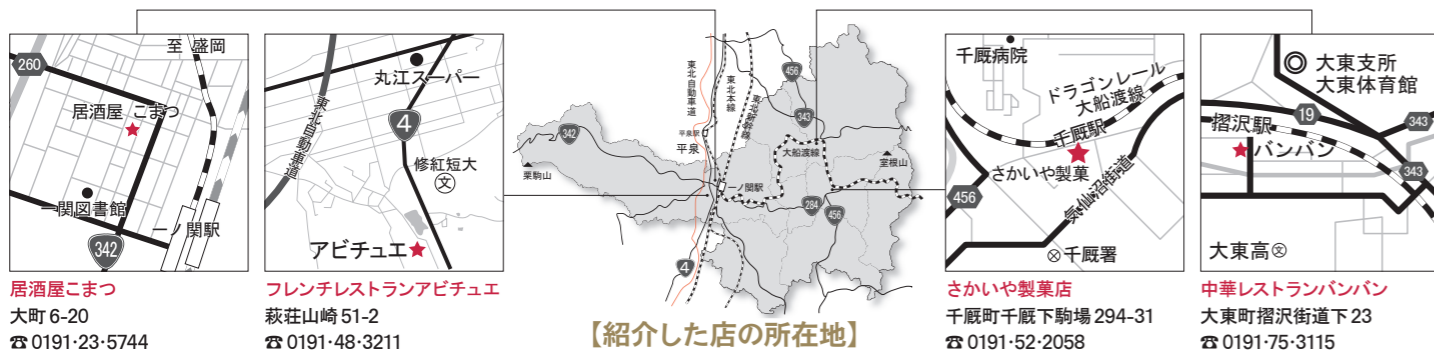 至 盛岡
260
居酒屋 こまつ
一関図書館
一ノ関駅
342
居酒屋こまつ
大町6-20
☎0191・23・5744
丸江スーパー
東北自動車道
4
修紅短大
文
アビチュエ
フレンチレストランアビチュエ
萩荘山崎51-2
☎0191・48・3211
東北自動車道
東北本線
東北新幹線
456
343
342
平泉駅
平泉
大船渡線
室根山
栗駒山
一ノ関駅
284
456
4
【紹介した店の所在地】
千厩病院
ドラゴンレール
大船渡線
千厩駅
さかいや製菓
456
気仙沼街道
千厩署
さかいや製菓店
千厩町千厩下駒場294-31
☎0191・52・2058
大東支所
大東体育館
19
343
摺沢駅
バンバン
343
大東高
文
中華レストランバンバン
大東町摺沢街道下23
☎0191・75・3115